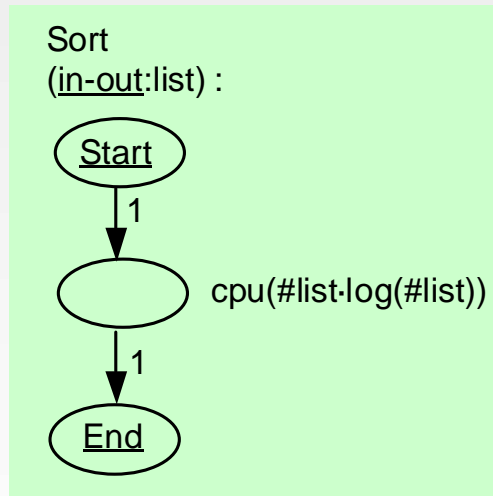 Sort
(in-out:list) :
Start
1
cpu(#list·log(#list))
1
End